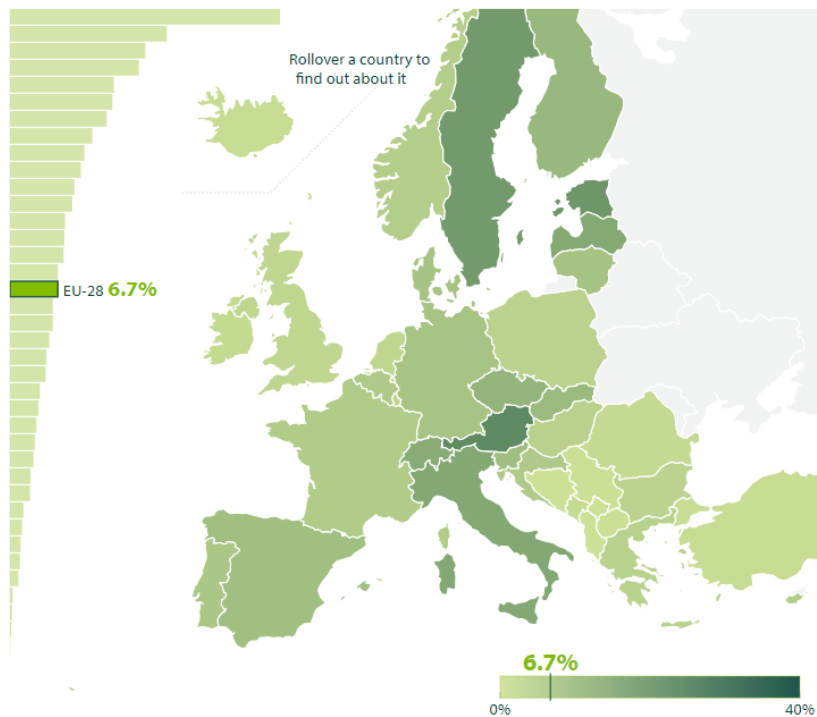 Rollover a country to
find out about it
EU-28 6.7%
6.7%
0%
40%